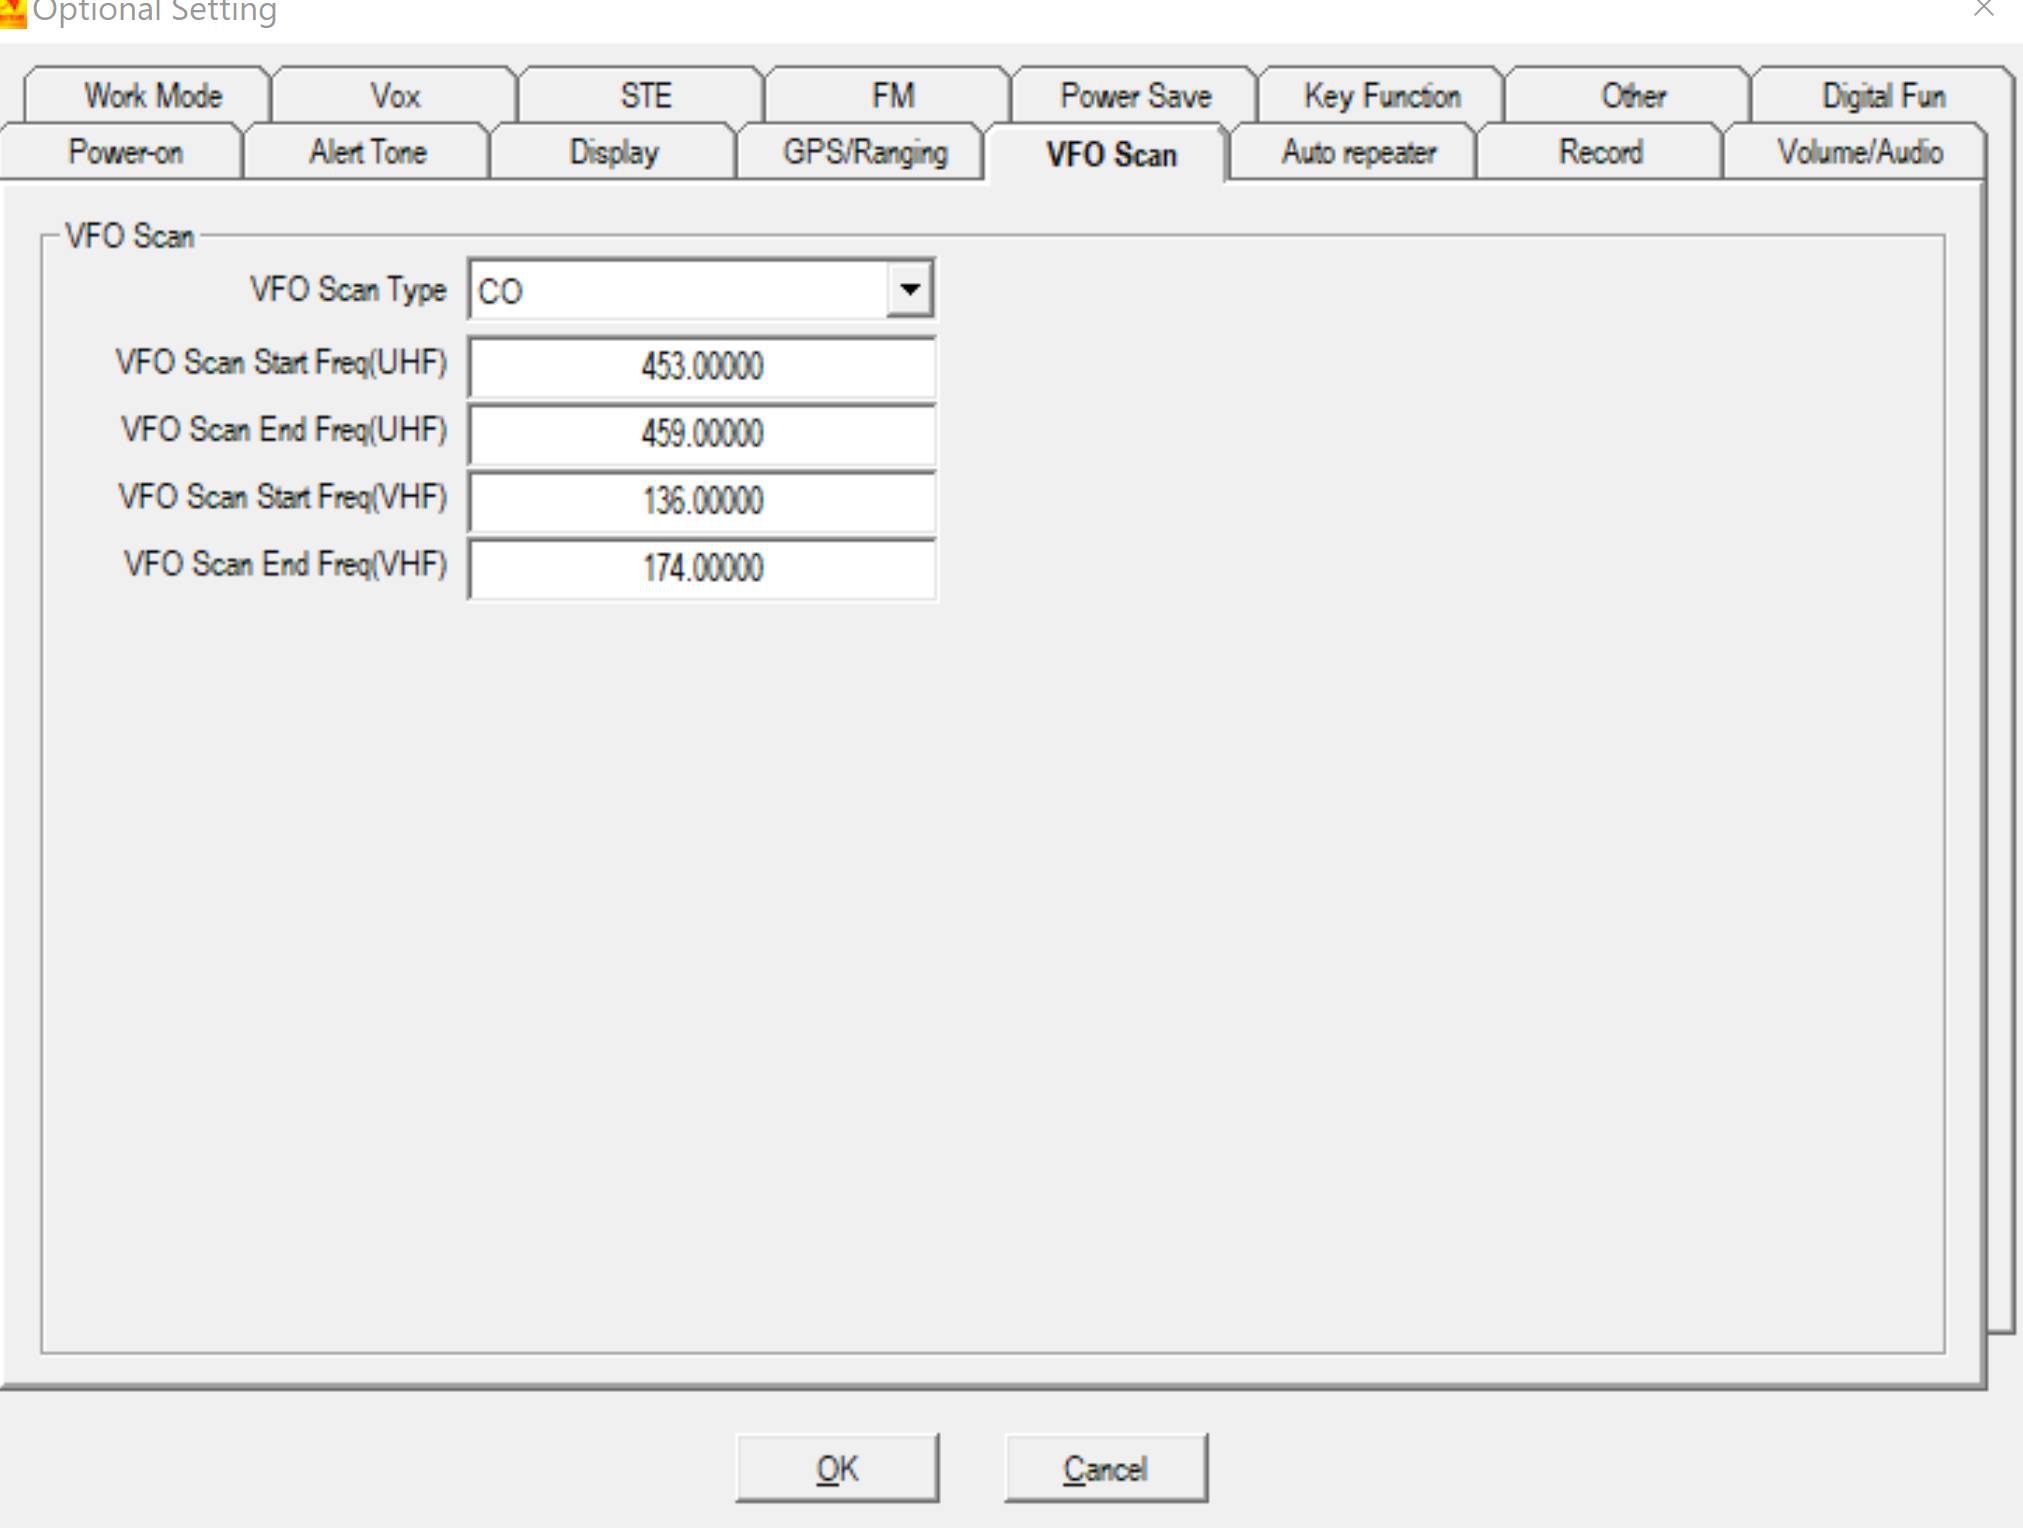 Optional Setting
Work Mode Vox STE FM Power Save Key Function Other Digital Fun
Power-on Alert Tone Display GPS/Ranging VFO Scan Auto repeater Record Volume/Audio
VFO Scan
VFO Scan Type CO
VFO Scan Start Freq(UHF) 453.00000
VFO Scan End Freq(UHF) 459.00000
VFO Scan Start Freq(VHF) 136.00000
VFO Scan End Freq(VHF) 174.00000
OK Cancel